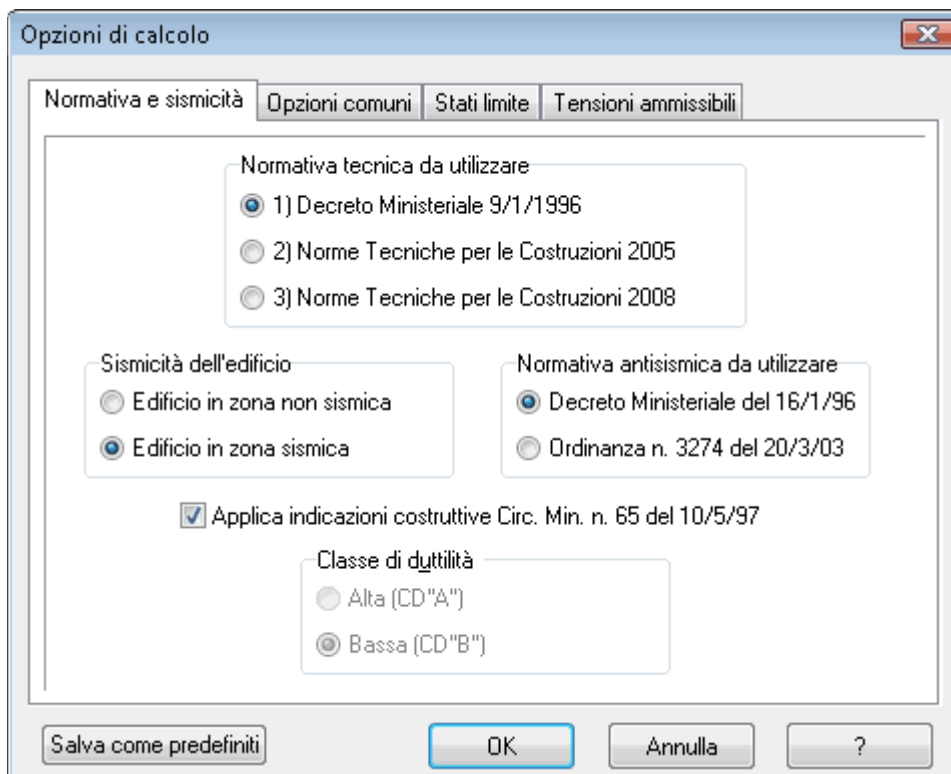 Opzioni di calcolo
Normativa e sismicità
Opzioni comuni
Stati limite
Tensioni ammissibili
Normativa tecnica da utilizzare
1) Decreto Ministeriale 9/1/1996
2) Norme Tecniche per le Costruzioni 2005
3) Norme Tecniche per le Costruzioni 2008
Sismicità dell'edificio
Edificio in zona non sismica
Edificio in zona sismica
Normativa antisismica da utilizzare
Decreto Ministeriale del 16/1/96
Ordinanza n. 3274 del 20/3/03
Applica indicazioni costruttive Circ. Min. n. 65 del 10/5/97
Classe di duttilità
Alta (CD"A")
Bassa (CD"B")
Salva come predefiniti
OK
Annulla
?